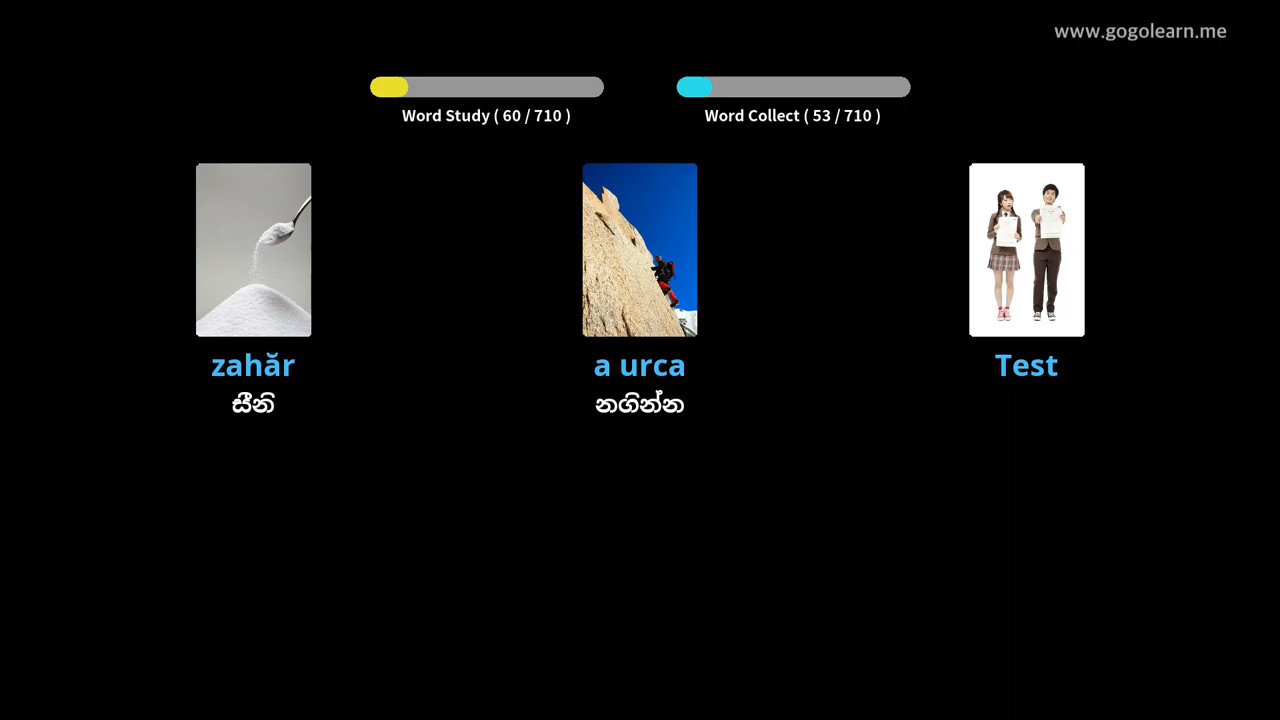 www.gogolearn.me
Word Study ( 60 / 710 )
Word Collect ( 53 / 710 )
zahăr
සීනි
a urca
නගින්න
Test